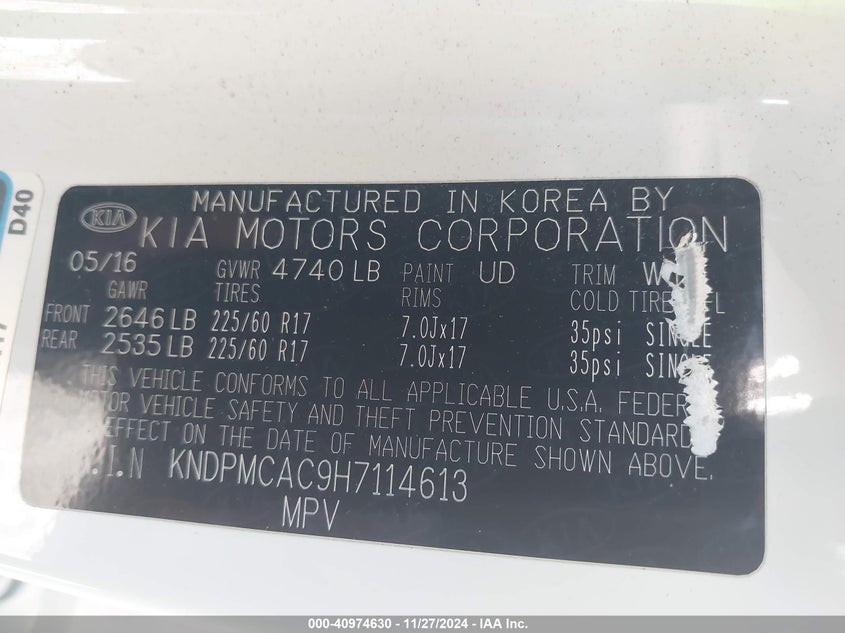 D40
KIA
MANUFACTURED IN KOREA BY
KIA MOTORS CORPORATION
05/16 GVWR 4740 LB PAINT UD TRIM
GAWR TIRES RIMS COLD TIRE
FRONT 2646 LB 225/60 R17 7.0Jx17 35psi SINGLE
REAR 2535 LB 225/60 R17 7.0Jx17 35psi SINGLE
THIS VEHICLE CONFORMS TO ALL APPLICABLE U.S.A. FEDER
MOTOR VEHICLE SAFETY AND THEFT PREVENTION STANDARD
EFFECT ON THE DATE OF MANUFACTURE SHOWN ABOVE.
.I.N KNDPMCAC9H7114613
MPV
000-40974630 - 11/27/2024 - IAA Inc.